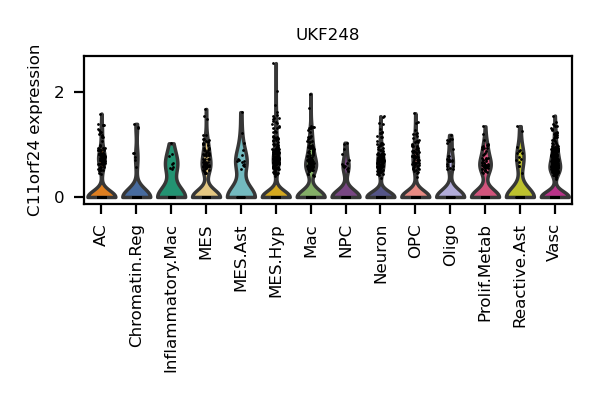 UKF248
C11orf24 expression
2
0
AC
Chromatin.Reg
Inflammatory.Mac
MES
MES.Ast
MES.Hyp
Mac
NPC
Neuron
OPC
Oligo
Prolif.Metab
Reactive.Ast
Vasc